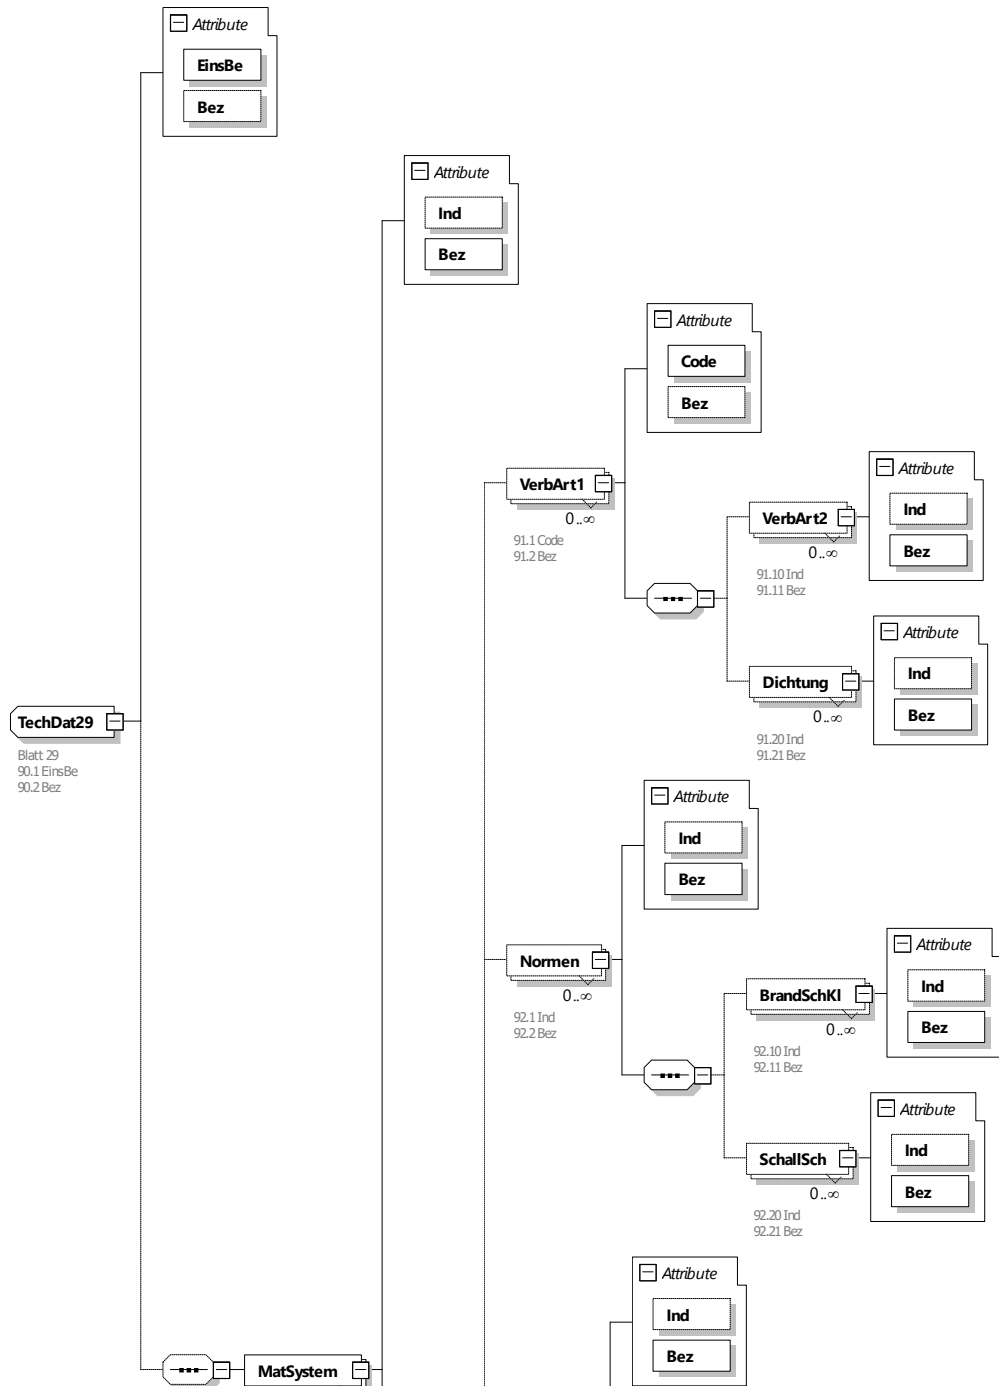 Attribute
EinsBe
Bez
Attribute
Ind
Bez
Attribute
Code
Bez
VerbArt1
0..∞
91.1 Code
91.2 Bez
Attribute
Ind
Bez
VerbArt2
0..∞
91.10 Ind
91.11 Bez
Attribute
Ind
Bez
Dichtung
0..∞
91.20 Ind
91.21 Bez
TechDat29
Blatt 29
90.1 EinsBe
90.2 Bez
Attribute
Ind
Bez
Normen
0..∞
92.1 Ind
92.2 Bez
Attribute
Ind
Bez
BrandSchKl
0..∞
92.10 Ind
92.11 Bez
Attribute
Ind
Bez
SchallSch
0..∞
92.20 Ind
92.21 Bez
Attribute
Ind
Bez
MatSystem